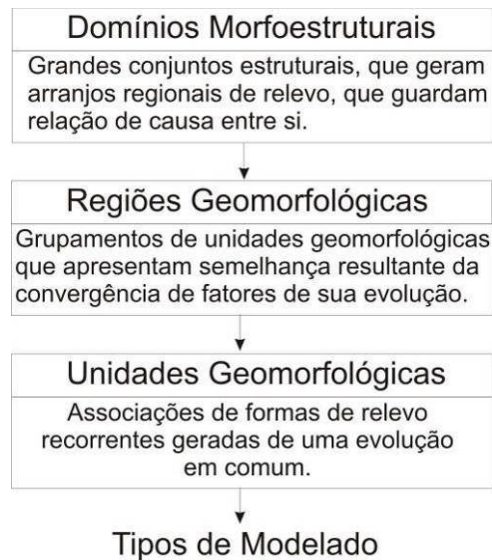 Domínios Morfoestruturais
Grandes conjuntos estruturais, que geram
arranjos regionais de relevo, que guardam
relação de causa entre si.
Regiões Geomorfológicas
Grupamentos de unidades geomorfológicas
que apresentam semelhança resultante da
convergência de fatores de sua evolução.
Unidades Geomorfológicas
Associações de formas de relevo
recorrentes geradas de uma evolução
em comum.
Tipos de Modelado